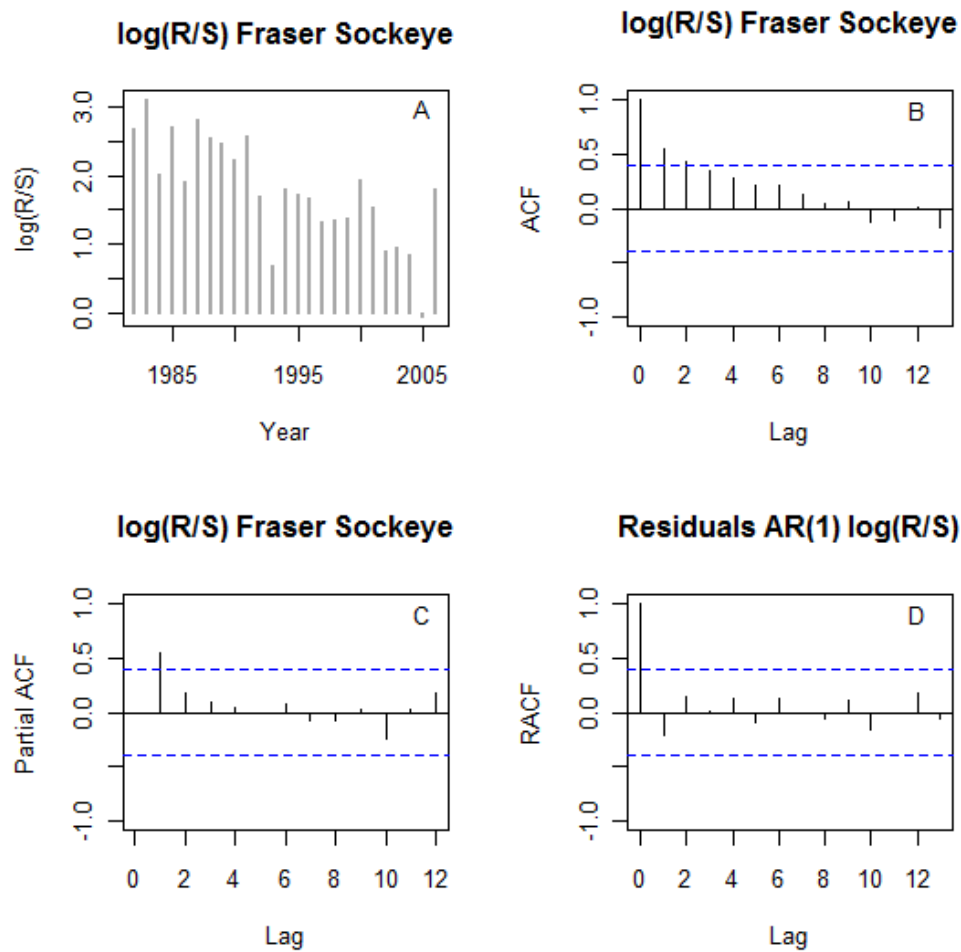 log(R/S) Fraser Sockeye
A
log(R/S)
0.0 1.0 2.0 3.0
1985 1995 2005
Year
log(R/S) Fraser Sockeye
B
ACF
-1.0 0.0 0.5 1.0
0 2 4 6 8 10 12
Lag
log(R/S) Fraser Sockeye
C
Partial ACF
-1.0 0.0 0.5 1.0
0 2 4 6 8 10 12
Lag
Residuals AR(1) log(R/S)
D
RACF
-1.0 0.0 0.5 1.0
0 2 4 6 8 10 12
Lag